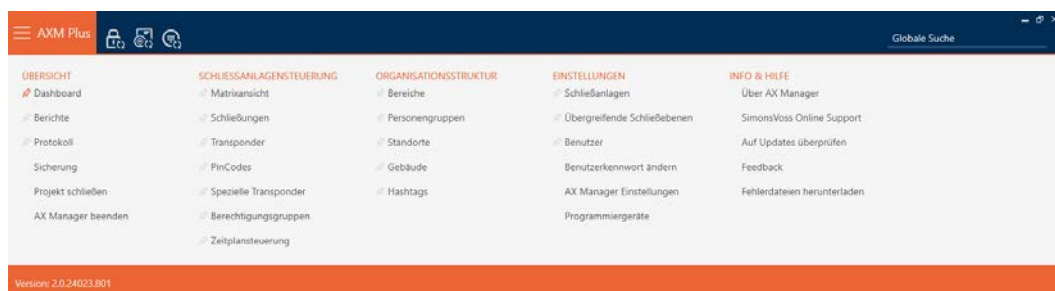 AXM Plus
Globale Suche
ÜBERSICHT
Dashboard
Berichte
Protokoll
Sicherung
Projekt schließen
AX Manager beenden
SCHLIESSANLAGENSTEUERUNG
Matrixansicht
Schließungen
Transponder
PinCodes
Spezielle Transponder
Berechtigungsgruppen
Zeitplansteuerung
ORGANISATIONSSTRUKTUR
Bereiche
Personengruppen
Standorte
Gebäude
Hashtags
EINSTELLUNGEN
Schließanlagen
Übergreifende Schließebenen
Benutzer
Benutzerkennwort ändern
AX Manager Einstellungen
Programmiergeräte
INFO & HILFE
Über AX Manager
SimonsVoss Online Support
Auf Updates überprüfen
Feedback
Fehlerdateien herunterladen
Version: 2.0.24023.801